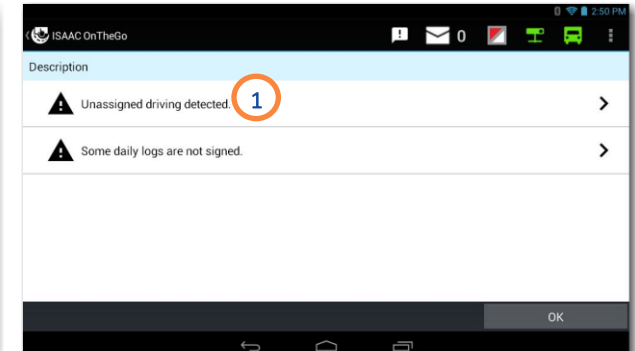 2:50 PM
ISAAC OnTheGo
0
Description
Unassigned driving detected.
1
Some daily logs are not signed.
OK